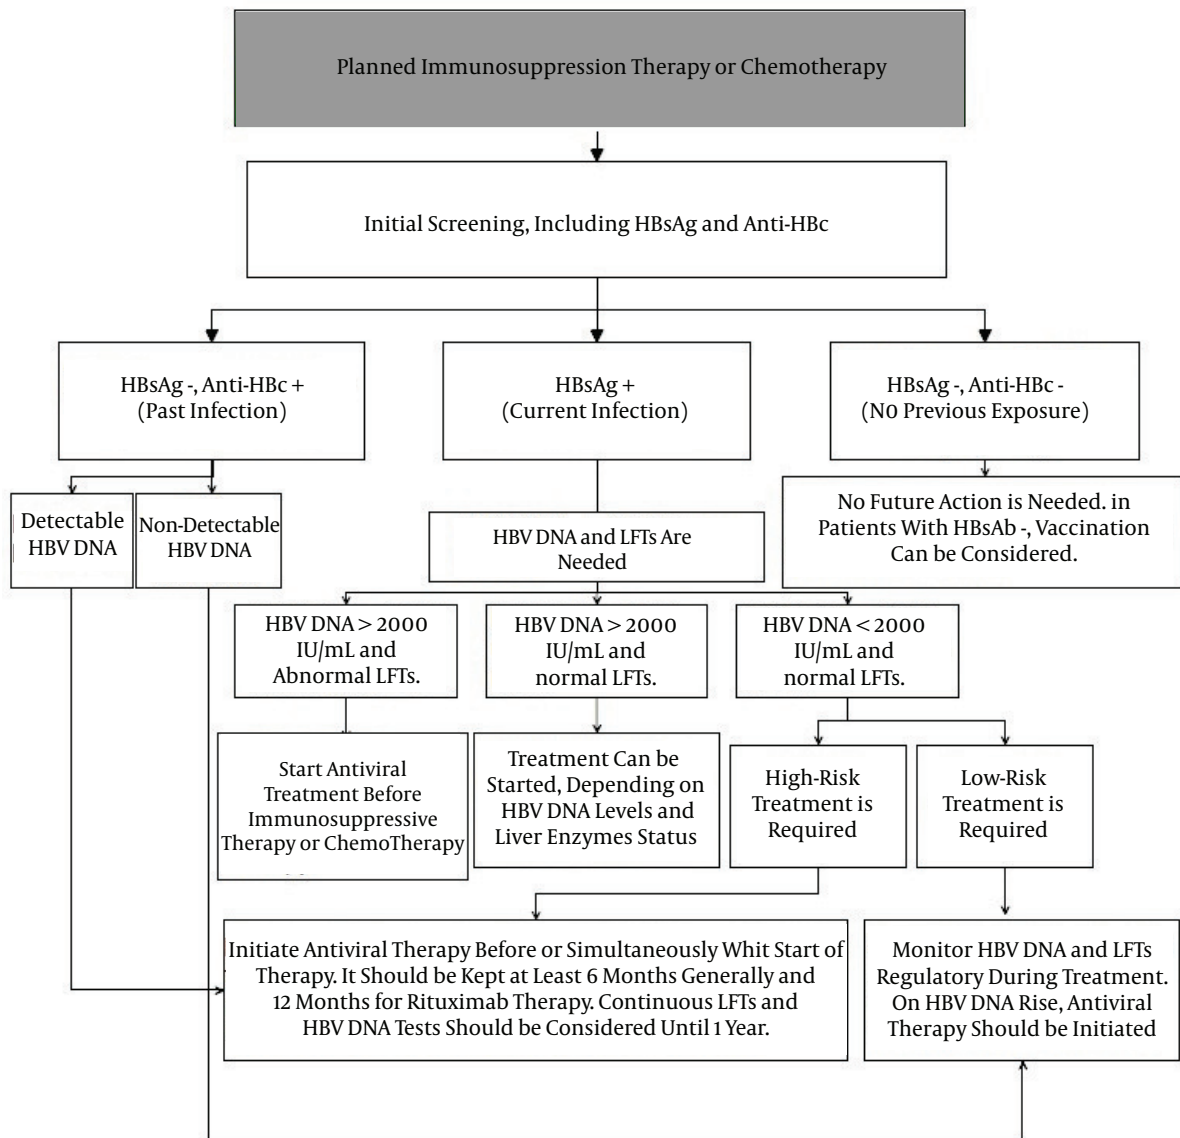 Planned Immunosuppression Therapy or Chemotherapy
Initial Screening, Including HBsAg and Anti-HBc
HBsAg -, Anti-HBc +
(Past Infection)
HBsAg +
(Current Infection)
HBsAg -, Anti-HBc -
(No Previous Exposure)
Detectable
HBV DNA
Non-Detectable
HBV DNA
HBV DNA and LFTs Are
Needed
No Future Action is Needed. in
Patients With HBsAb -, Vaccination
Can be Considered.
HBV DNA > 2000
IU/mL and
Abnormal LFTs.
HBV DNA > 2000
IU/mL and
normal LFTs.
HBV DNA < 2000
IU/mL and
normal LFTs.
Start Antiviral
Treatment Before
Immunosuppressive
Therapy or ChemoTherapy
Treatment Can be
Started, Depending on
HBV DNA Levels and
Liver Enzymes Status
High-Risk
Treatment is
Required
Low-Risk
Treatment is
Required
Initiate Antiviral Therapy Before or Simultaneously Whit Start of
Therapy. It Should be Kept at Least 6 Months Generally and
12 Months for Rituximab Therapy. Continuous LFTs and
HBV DNA Tests Should be Considered Until 1 Year.
Monitor HBV DNA and LFTs
Regulatory During Treatment.
On HBV DNA Rise, Antiviral
Therapy Should be Initiated